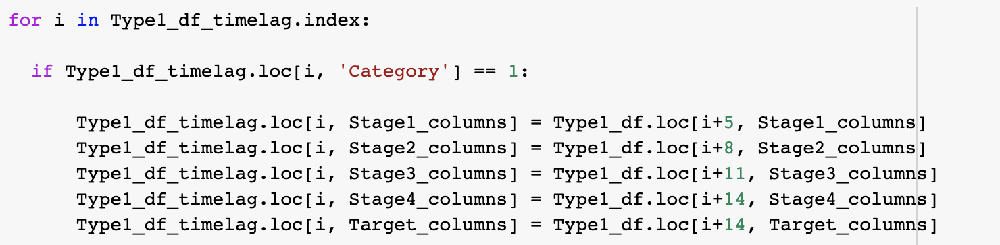 for i in Type1_df_timelag.index:
if Type1_df_timelag.loc[i, 'Category'] == 1:
Type1_df_timelag.loc[i, Stage1_columns] = Type1_df.loc[i+5, Stage1_columns]
Type1_df_timelag.loc[i, Stage2_columns] = Type1_df.loc[i+8, Stage2_columns]
Type1_df_timelag.loc[i, Stage3_columns] = Type1_df.loc[i+11, Stage3_columns]
Type1_df_timelag.loc[i, Stage4_columns] = Type1_df.loc[i+14, Stage4_columns]
Type1_df_timelag.loc[i, Target_columns] = Type1_df.loc[i+14, Target_columns]